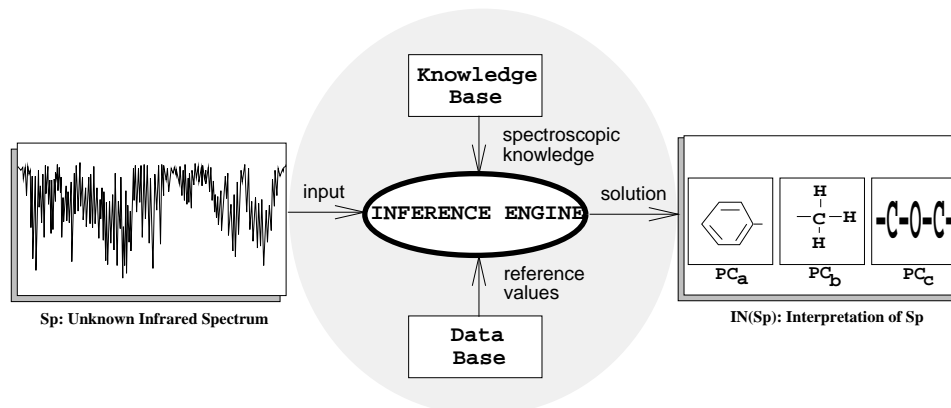 Knowledge
Base
spectroscopic
knowledge
input
INFERENCE ENGINE
solution
H
C H
H
-C-O-C-
PCa
PCb
PCc
reference
values
Data
Base
Sp: Unknown Infrared Spectrum
IN(Sp): Interpretation of Sp